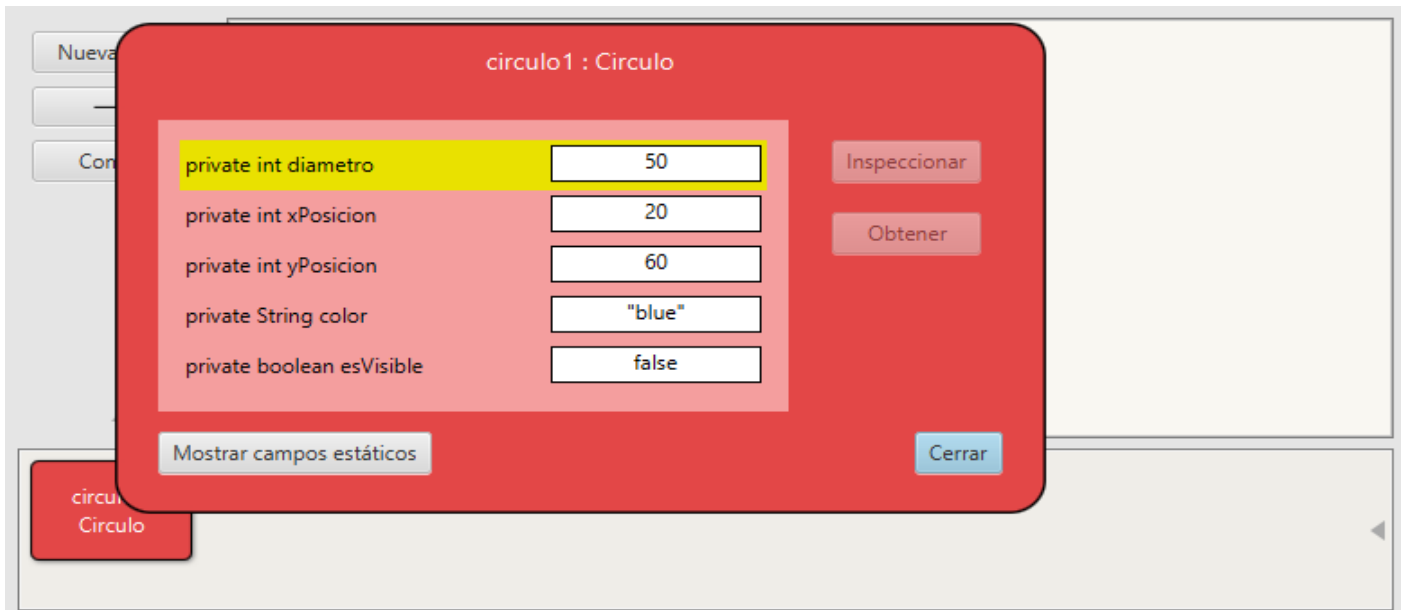 Nueva
circulo1 : Circulo
Con
private int diametro 50
private int xPosicion 20
private int yPosicion 60
private String color "blue"
private boolean esVisible false
Inspeccionar
Obtener
Mostrar campos estáticos
Cerrar
circu
Circulo